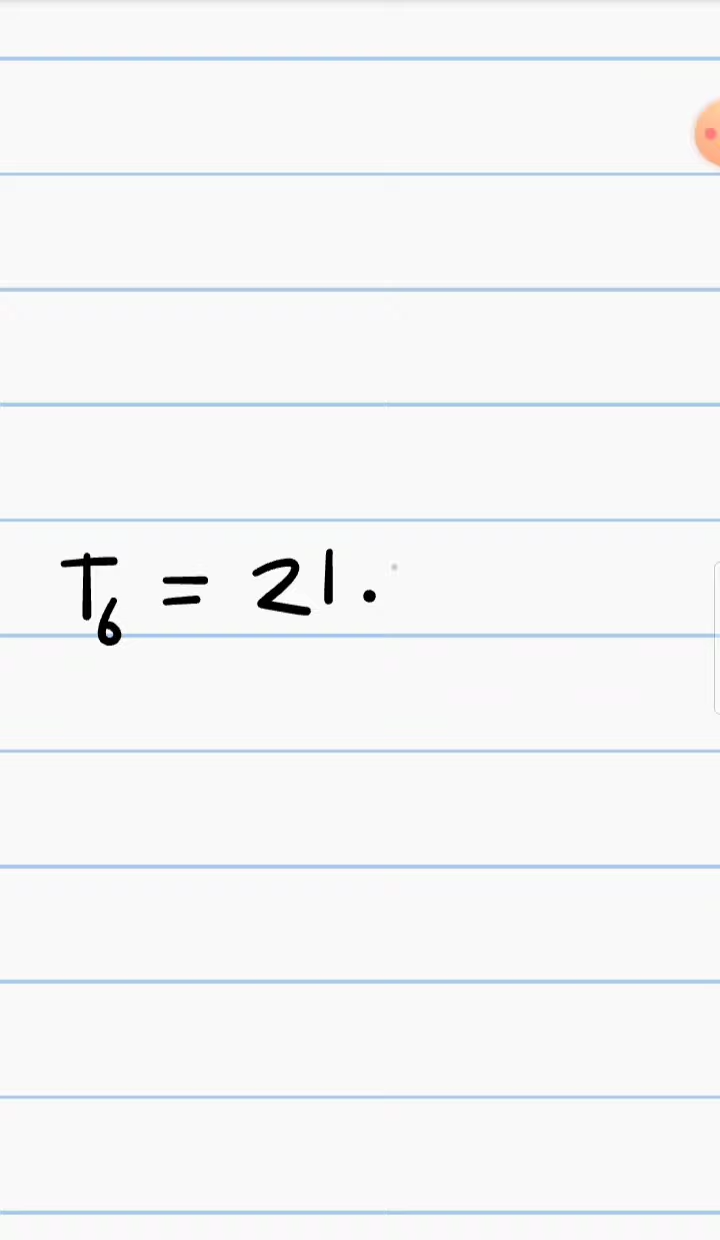 T₆ = 21.